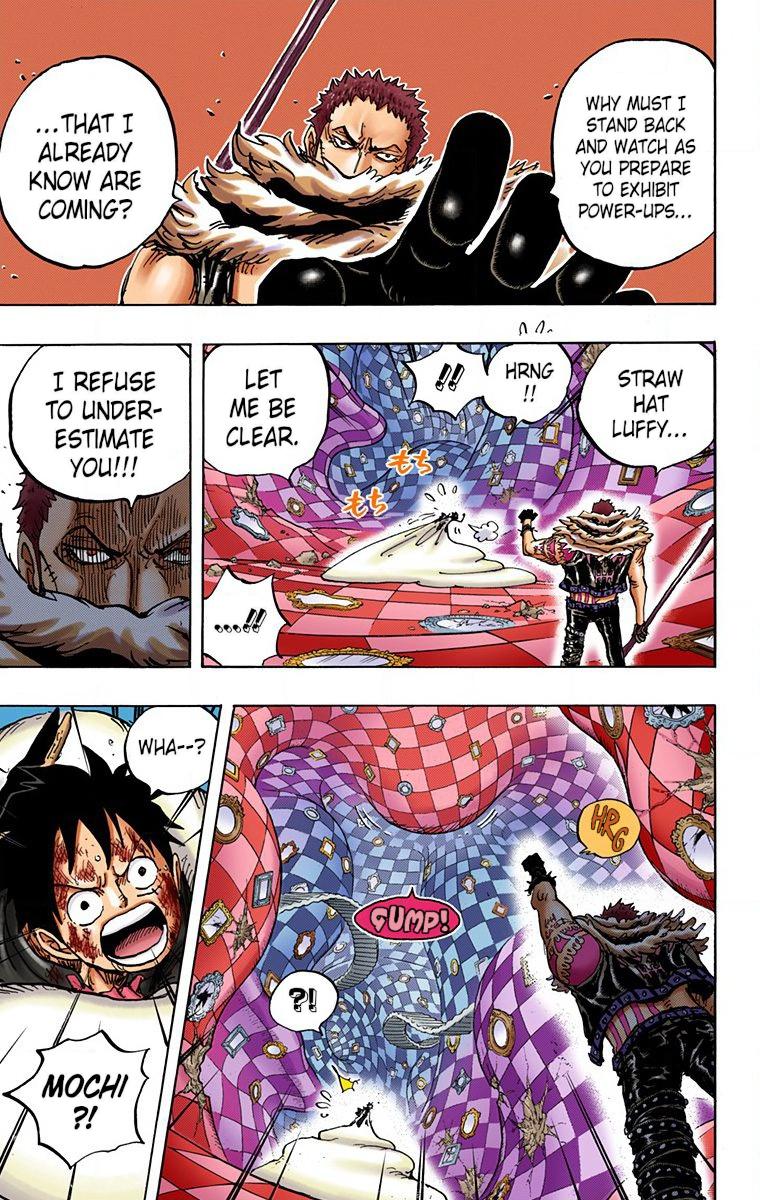 WHY MUST I
STAND BACK
AND WATCH AS
YOU PREPARE
TO EXHIBIT
POWER-UPS...
...THAT I
ALREADY
KNOW ARE
COMING?
STRAW
HAT
LUFFY...
HRNG
!!
!!
もち
もち
LET
ME BE
CLEAR.
...!!
I REFUSE
TO UNDER-
ESTIMATE
YOU!!!
HRG
GUMP!
?!
WHA--?
MOCHI
?!